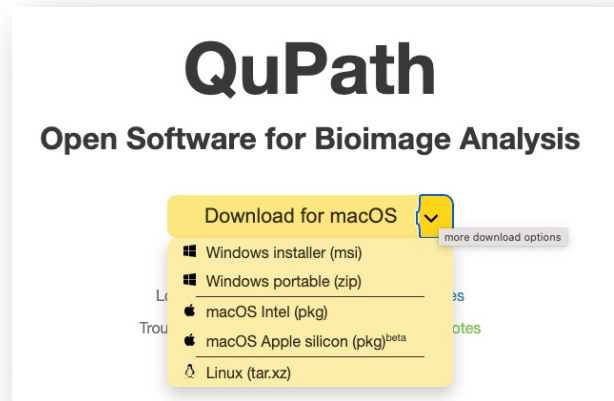 QuPath
Open Software for Bioimage Analysis
Download for macOS
more download options
Windows installer (msi)
Windows portable (zip)
macOS Intel (pkg)
macOS Apple silicon (pkg)beta
Linux (tar.xz)